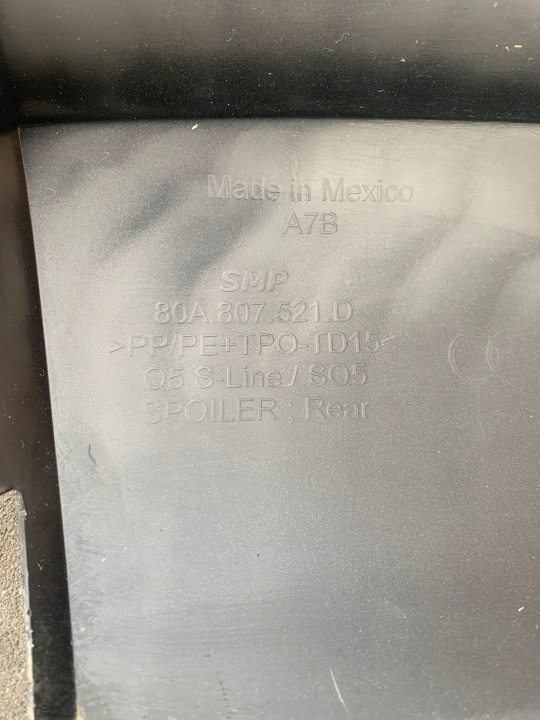 Made in Mexico
A7B
SMP
80A.807.521.D
>PP/PE+TPO-TD15<
Q5 S-Line / SQ5
SPOILER ; Rear